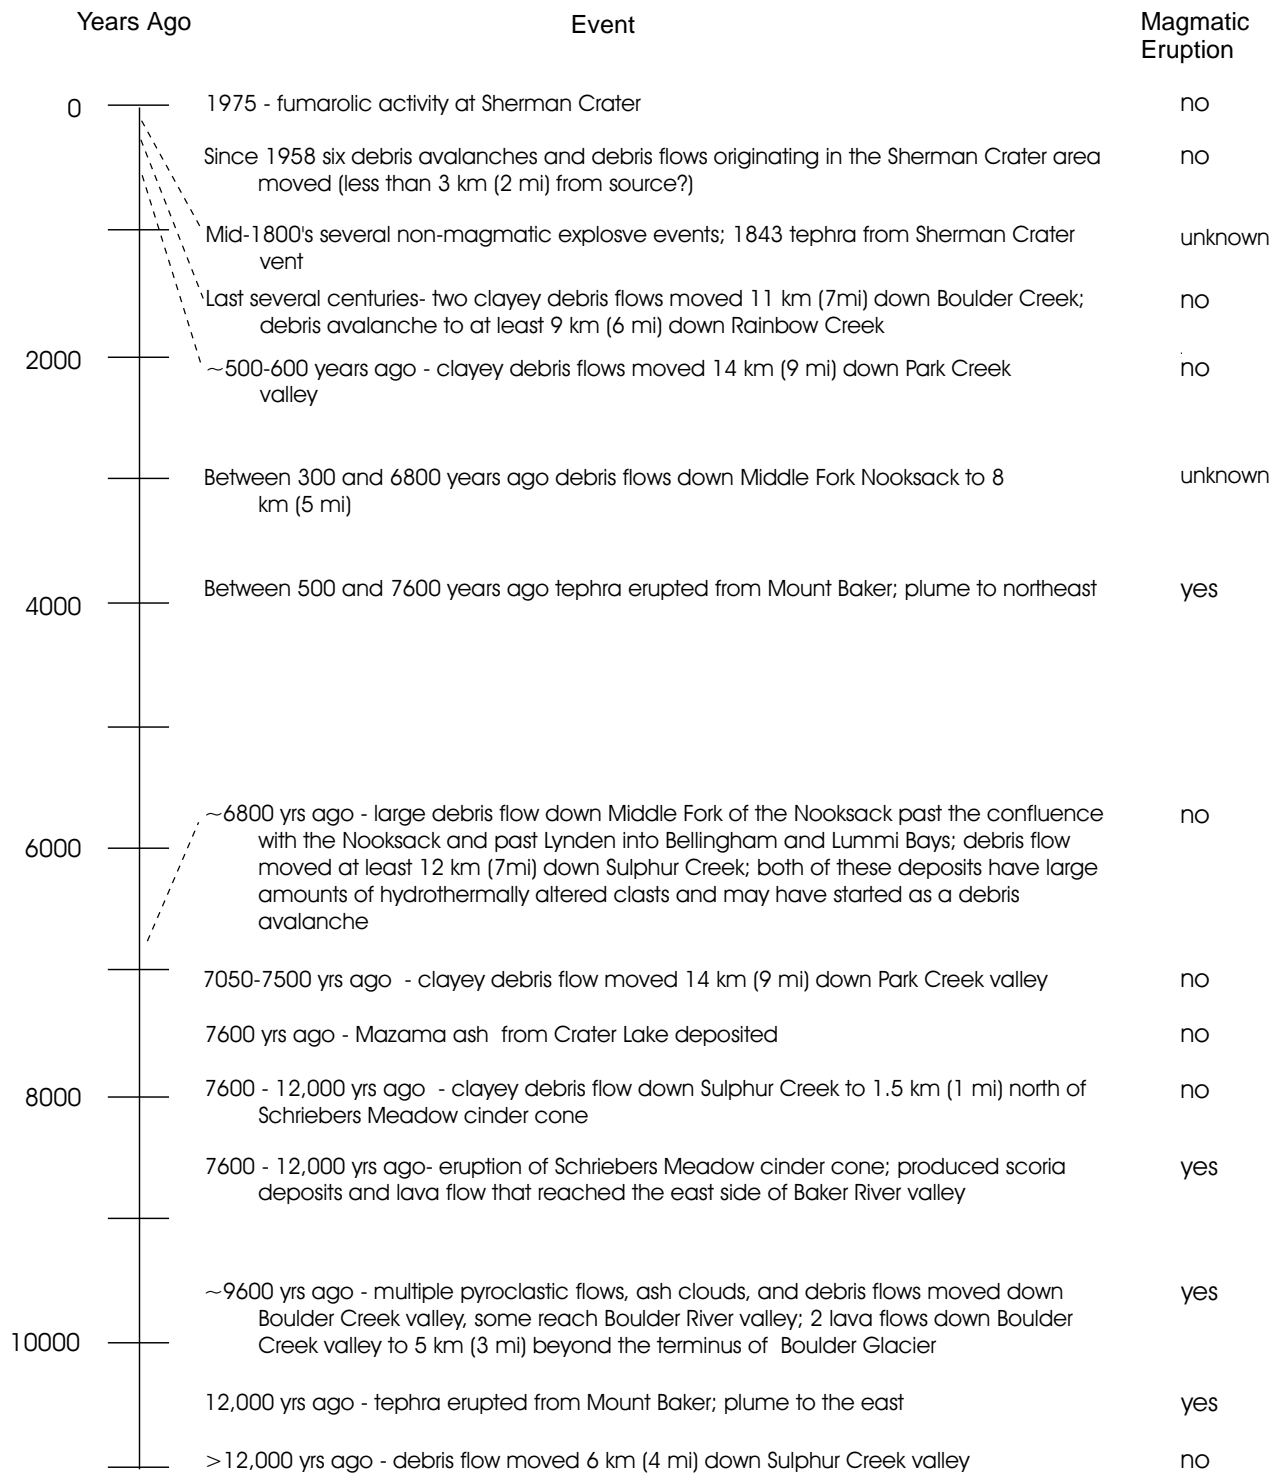 Years Ago Event Magmatic
Eruption
0 1975 - fumarolic activity at Sherman Crater no
Since 1958 six debris avalanches and debris flows originating in the Sherman Crater area no
moved (less than 3 km (2 mi) from source?)
Mid-1800's several non-magmatic explosve events; 1843 tephra from Sherman Crater unknown
vent
Last several centuries- two clayey debris flows moved 11 km (7mi) down Boulder Creek; no
debris avalanche to at least 9 km (6 mi) down Rainbow Creek
2000 ~500-600 years ago - clayey debris flows moved 14 km (9 mi) down Park Creek no
valley
Between 300 and 6800 years ago debris flows down Middle Fork Nooksack to 8 unknown
km (5 mi)
Between 500 and 7600 years ago tephra erupted from Mount Baker; plume to northeast yes
4000
~6800 yrs ago - large debris flow down Middle Fork of the Nooksack past the confluence no
with the Nooksack and past Lynden into Bellingham and Lummi Bays; debris flow
6000 moved at least 12 km (7mi) down Sulphur Creek; both of these deposits have large
amounts of hydrothermally altered clasts and may have started as a debris
avalanche
7050-7500 yrs ago - clayey debris flow moved 14 km (9 mi) down Park Creek valley no
7600 yrs ago - Mazama ash from Crater Lake deposited no
8000 7600 - 12,000 yrs ago - clayey debris flow down Sulphur Creek to 1.5 km (1 mi) north of no
Schriebers Meadow cinder cone
7600 - 12,000 yrs ago- eruption of Schriebers Meadow cinder cone; produced scoria yes
deposits and lava flow that reached the east side of Baker River valley
~9600 yrs ago - multiple pyroclastic flows, ash clouds, and debris flows moved down yes
Boulder Creek valley, some reach Boulder River valley; 2 lava flows down Boulder
10000 Creek valley to 5 km (3 mi) beyond the terminus of Boulder Glacier
12,000 yrs ago - tephra erupted from Mount Baker; plume to the east yes
>12,000 yrs ago - debris flow moved 6 km (4 mi) down Sulphur Creek valley no